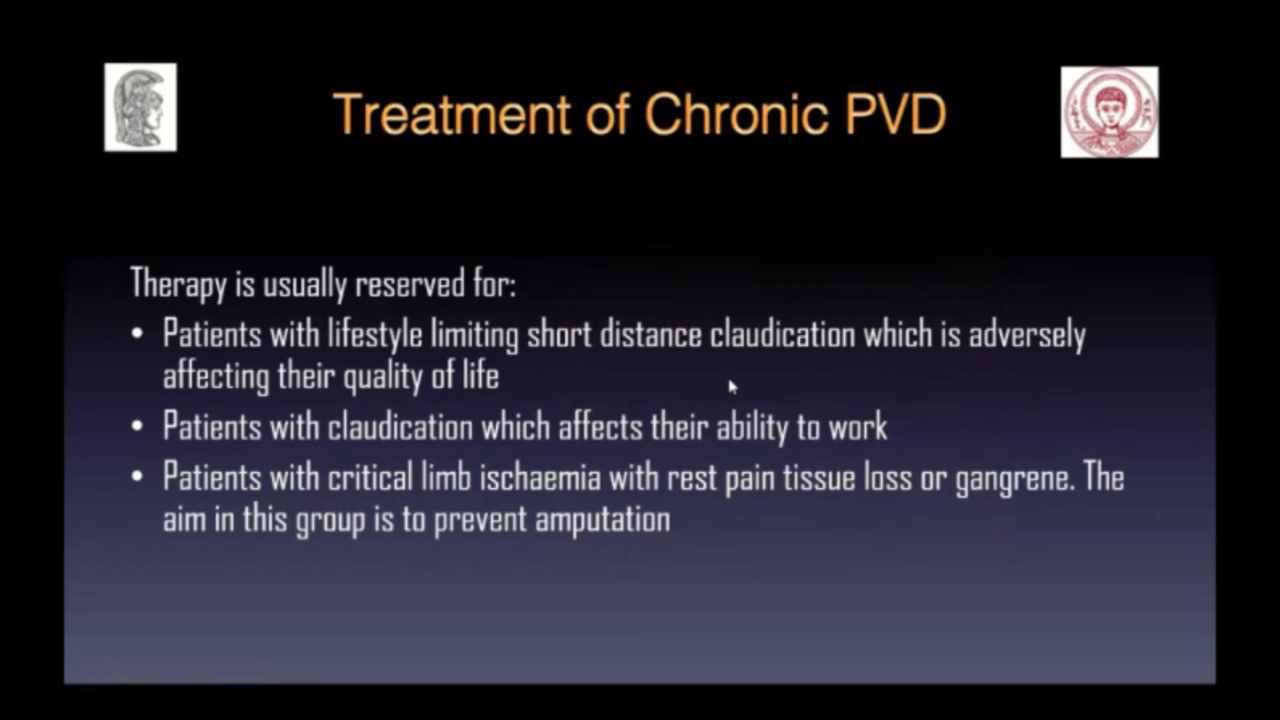 Treatment of Chronic PVD
Therapy is usually reserved for:
• Patients with lifestyle limiting short distance claudication which is adversely
affecting their quality of life
• Patients with claudication which affects their ability to work
• Patients with critical limb ischaemia with rest pain tissue loss or gangrene. The
aim in this group is to prevent amputation